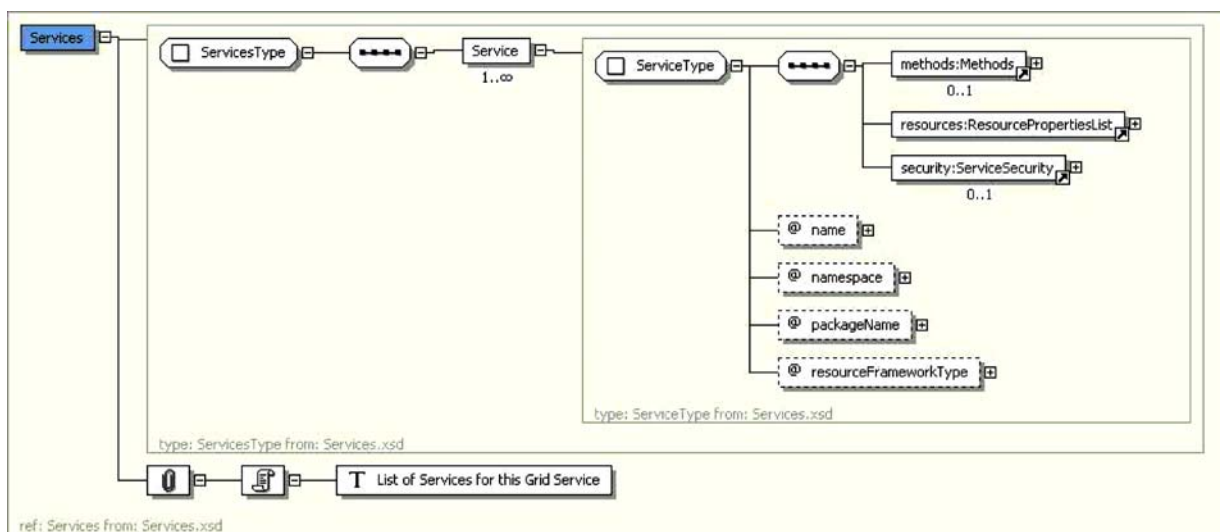 Services
ServicesType
Service
1..∞
ServiceType
methods:Methods
0..1
resources:ResourcePropertiesList
security:ServiceSecurity
0..1
@ name
@ namespace
@ packageName
@ resourceFrameworkType
type: ServiceType from: Services.xsd
type: ServicesType from: Services.xsd
T List of Services for this Grid Service
ref: Services from: Services.xsd